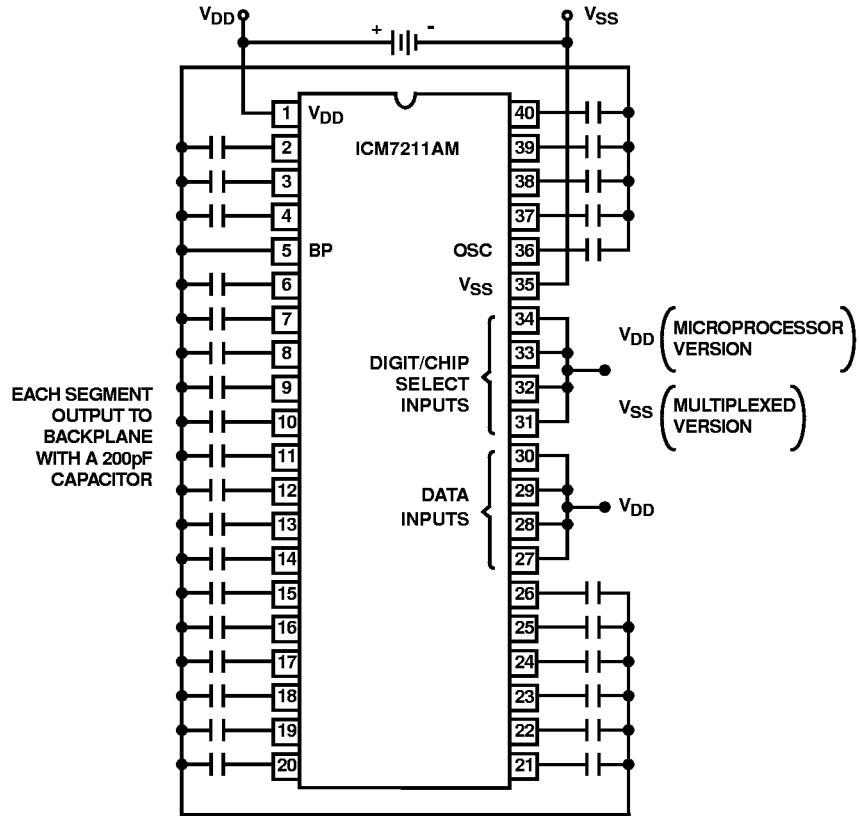 VDD
+
-
VSS
1
VDD
40
ICM7211AM
2
39
3
38
4
37
5
BP
OSC
36
6
VSS
35
7
34
8
33
9
32
10
31
DIGIT/CHIP
SELECT
INPUTS
VDD (MICROPROCESSOR
VERSION)
VSS (MULTIPLEXED
VERSION)
EACH SEGMENT
OUTPUT TO
BACKPLANE
WITH A 200pF
CAPACITOR
11
30
12
29
13
28
14
27
DATA
INPUTS
VDD
15
26
16
25
17
24
18
23
19
22
20
21